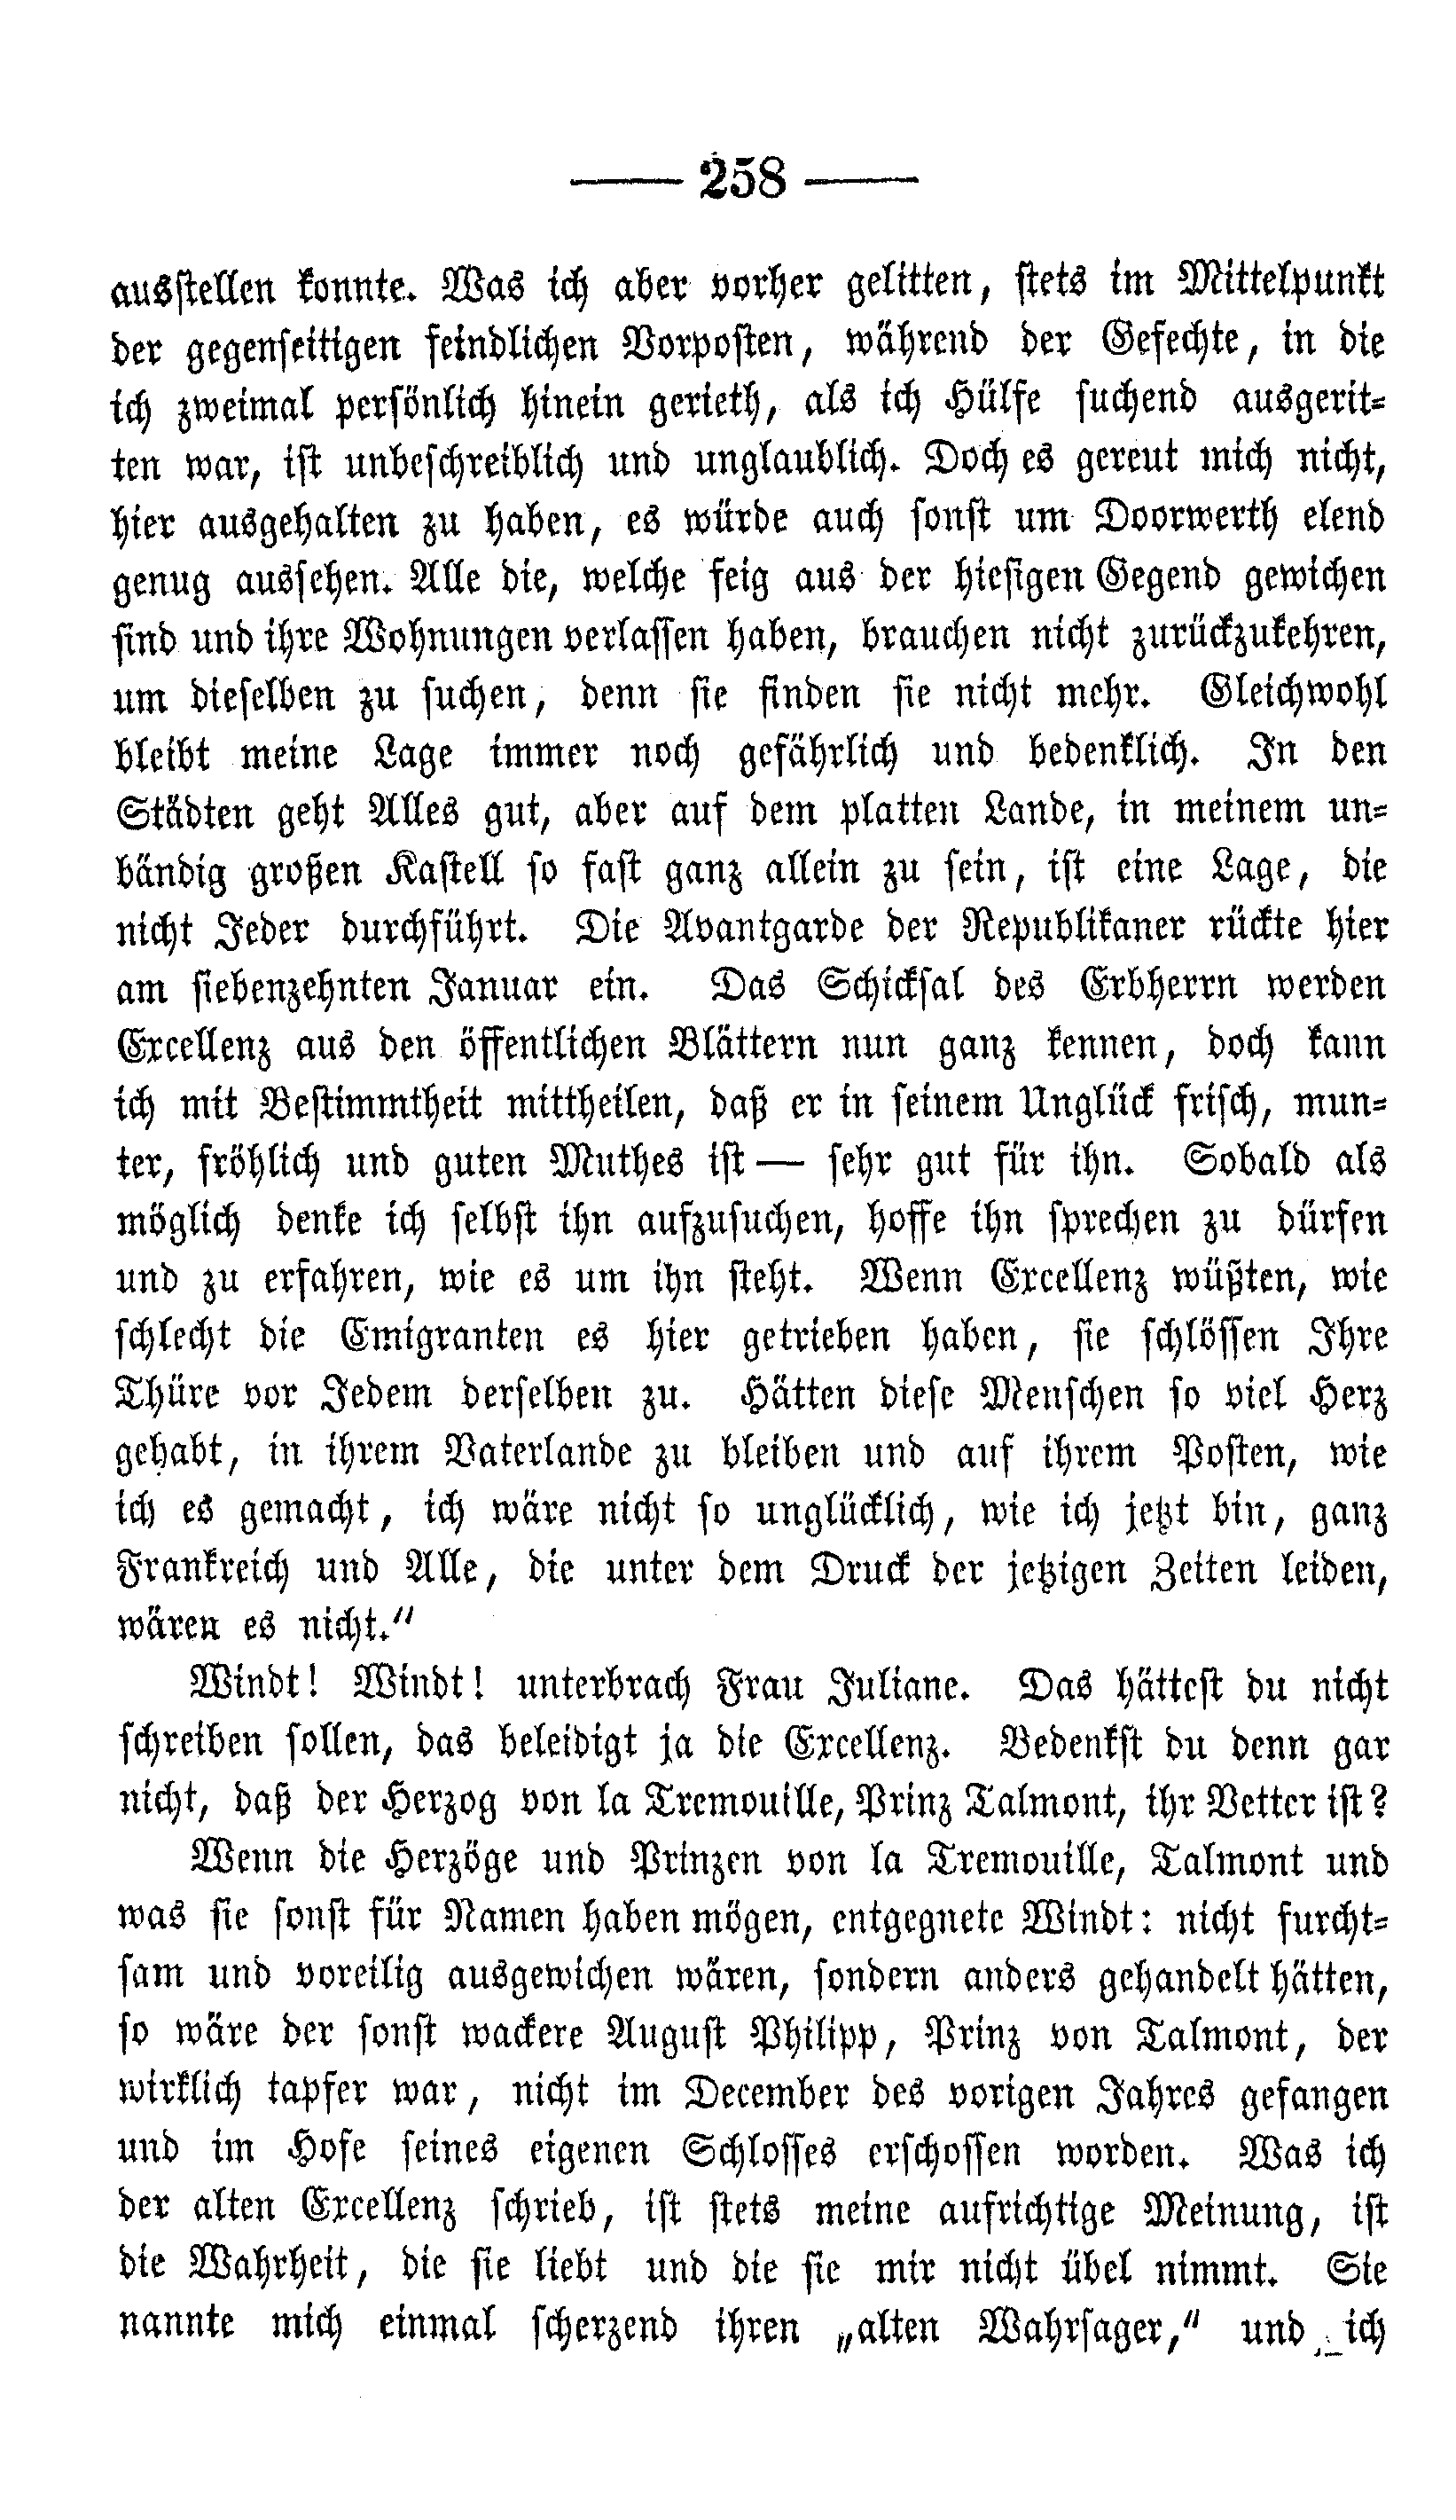 — 258 —
ausstellen konnte. Was ich aber vorher gelitten, stets im Mittelpunkt
der gegenseitigen feindlichen Vorposten, während der Gefechte, in die
ich zweimal persönlich hinein gerieth, als ich Hülfe suchend ausgerit-
ten war, ist unbeschreiblich und unglaublich. Doch es gereut mich nicht,
hier ausgehalten zu haben, es würde auch sonst um Doorwerth elend
genug aussehen. Alle die, welche feig aus der hiesigen Gegend gewichen
sind und ihre Wohnungen verlassen haben, brauchen nicht zurückzukehren,
um dieselben zu suchen, denn sie finden sie nicht mehr. Gleichwohl
bleibt meine Lage immer noch gefährlich und bedenklich. In den
Städten geht Alles gut, aber auf dem platten Lande, in meinem un-
bändig großen Kastell so fast ganz allein zu sein, ist eine Lage, die
nicht Jeder durchführt. Die Avantgarde der Republikaner rückte hier
am siebenzehnten Januar ein. Das Schicksal des Erbherrn werden
Excellenz aus den öffentlichen Blättern nun ganz kennen, doch kann
ich mit Bestimmtheit mittheilen, daß er in seinem Unglück frisch, mun-
ter, fröhlich und guten Muthes ist — sehr gut für ihn. Sobald als
möglich denke ich selbst ihn aufzusuchen, hoffe ihn sprechen zu dürfen
und zu erfahren, wie es um ihn steht. Wenn Excellenz wüßten, wie
schlecht die Emigranten es hier getrieben haben, sie schlössen Ihre
Thüre vor Jedem derselben zu. Hätten diese Menschen so viel Herz
gehabt, in ihrem Vaterlande zu bleiben und auf ihrem Posten, wie
ich es gemacht, ich wäre nicht so unglücklich, wie ich jetzt bin, ganz
Frankreich und Alle, die unter dem Druck der jetzigen Zeiten leiden,
wären es nicht.“
Windt! Windt! unterbrach Frau Juliane. Das hättest du nicht
schreiben sollen, das beleidigt ja die Excellenz. Bedenkst du denn gar
nicht, daß der Herzog von la Tremouille, Prinz Talmont, ihr Vetter ist?
Wenn die Herzöge und Prinzen von la Tremouille, Talmont und
was sie sonst für Namen haben mögen, entgegnete Windt: nicht furcht-
sam und voreilig ausgewichen wären, sondern anders gehandelt hätten,
so wäre der sonst wackere August Philipp, Prinz von Talmont, der
wirklich tapfer war, nicht im December des vorigen Jahres gefangen
und im Hofe seines eigenen Schlosses erschossen worden. Was ich
der alten Excellenz schrieb, ist stets meine aufrichtige Meinung, ist
die Wahrheit, die sie liebt und die sie mir nicht übel nimmt. Sie
nannte mich einmal scherzend ihren „alten Wahrsager,“ und ich